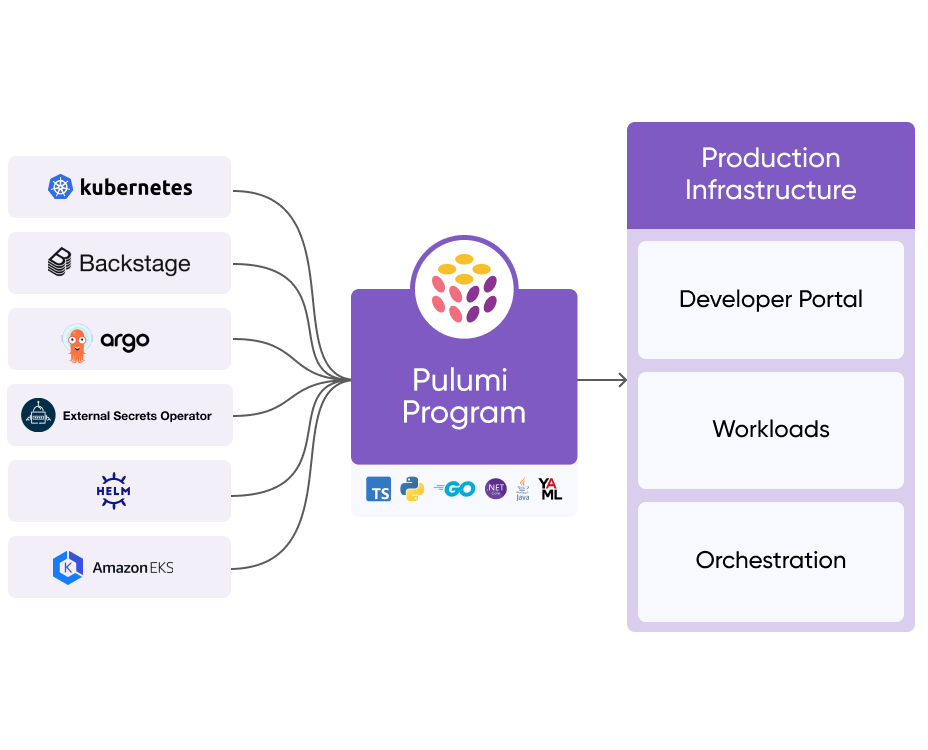 kubernetes
Backstage
argo
External Secrets Operator
HELM
K
Amazon EKS
Pulumi
Program
TS
GO
.NET
Core
Java
YAML
Production
Infrastructure
Developer Portal
Workloads
Orchestration